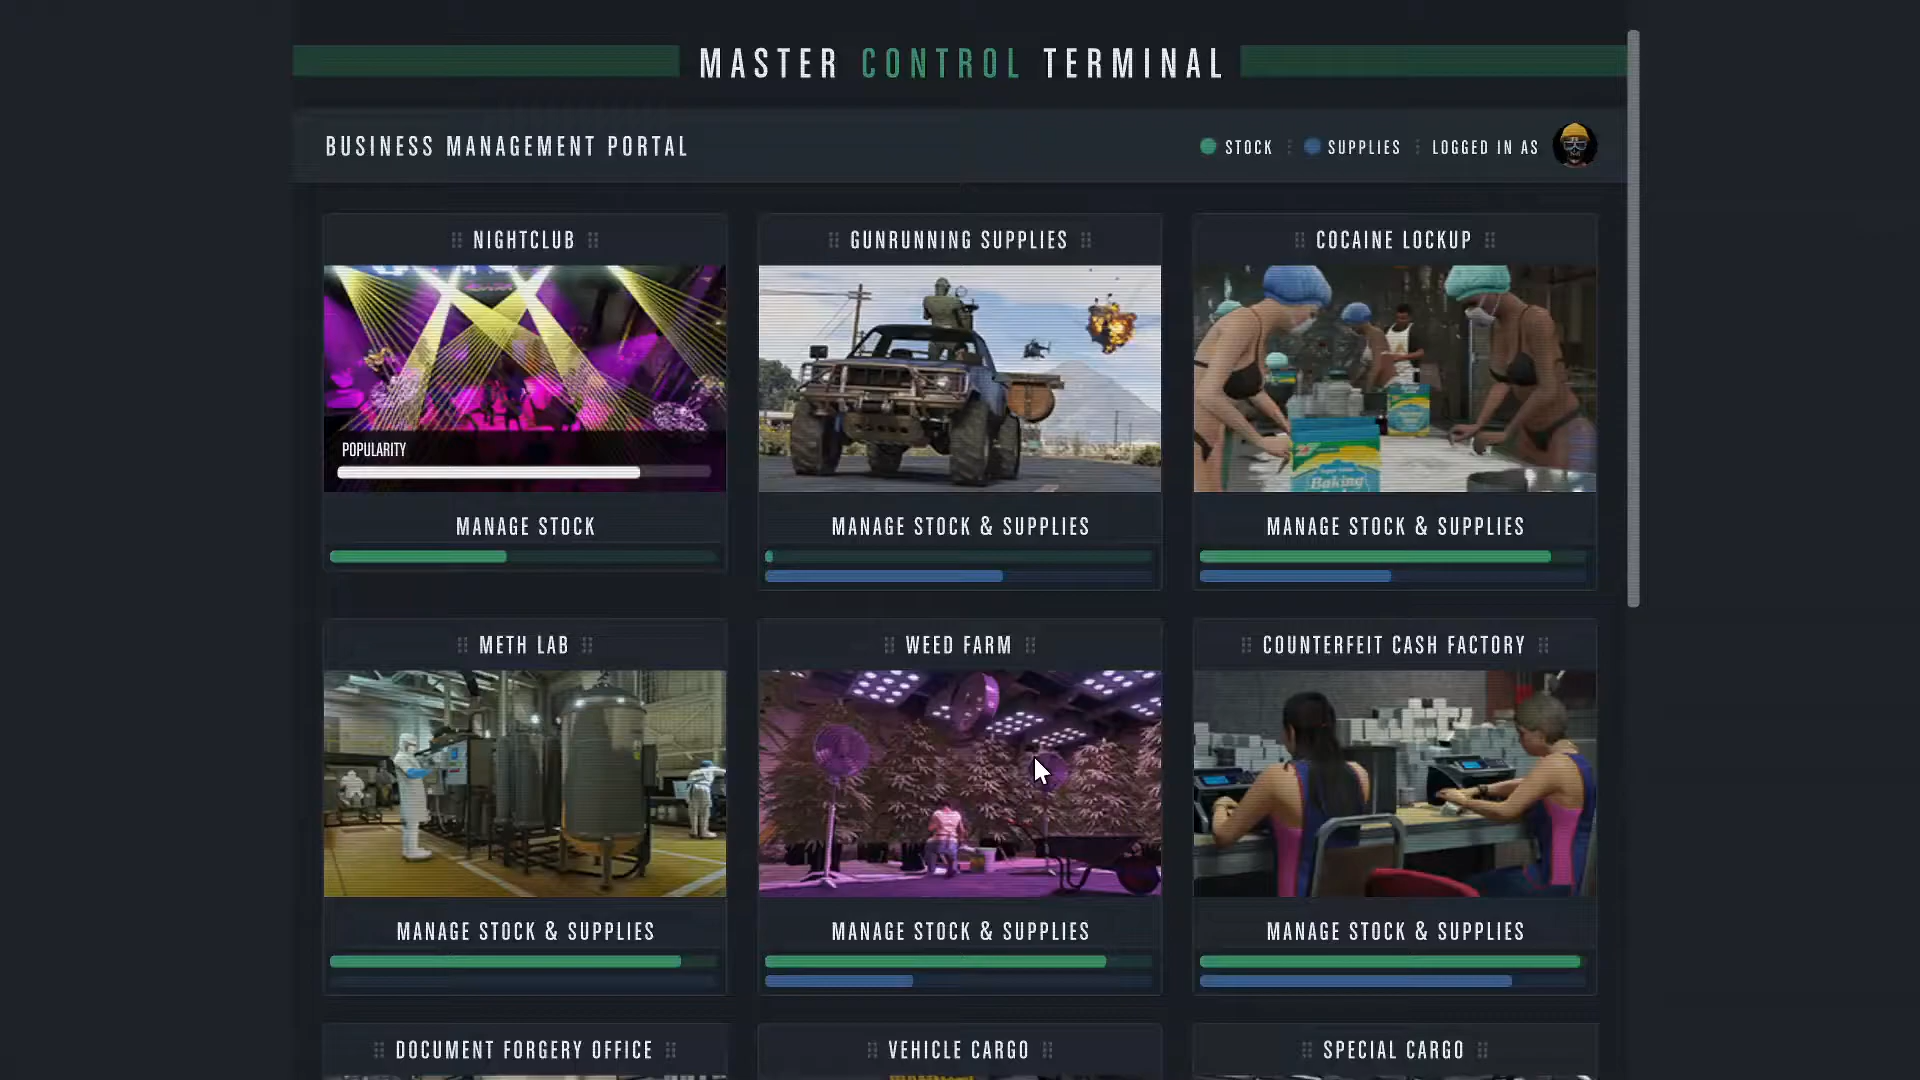 MASTER CONTROL TERMINAL
BUSINESS MANAGEMENT PORTAL
STOCK
SUPPLIES
LOGGED IN AS
NIGHTCLUB
GUNRUNNING SUPPLIES
COCAINE LOCKUP
POPULARITY
Baking
MANAGE STOCK
MANAGE STOCK & SUPPLIES
MANAGE STOCK & SUPPLIES
METH LAB
WEED FARM
COUNTERFEIT CASH FACTORY
MANAGE STOCK & SUPPLIES
MANAGE STOCK & SUPPLIES
MANAGE STOCK & SUPPLIES
DOCUMENT FORGERY OFFICE
VEHICLE CARGO
SPECIAL CARGO